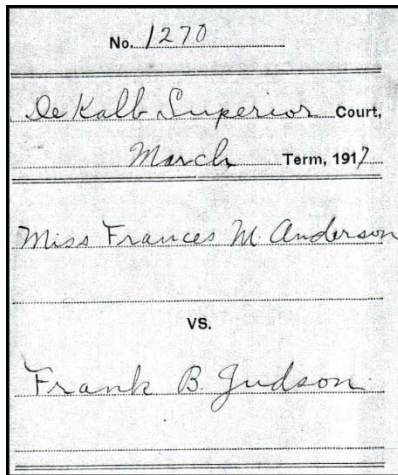 No. 1270
DeKalb Superior Court,
March Term, 1917
Miss Frances M Anderson
VS.
Frank B. Judson